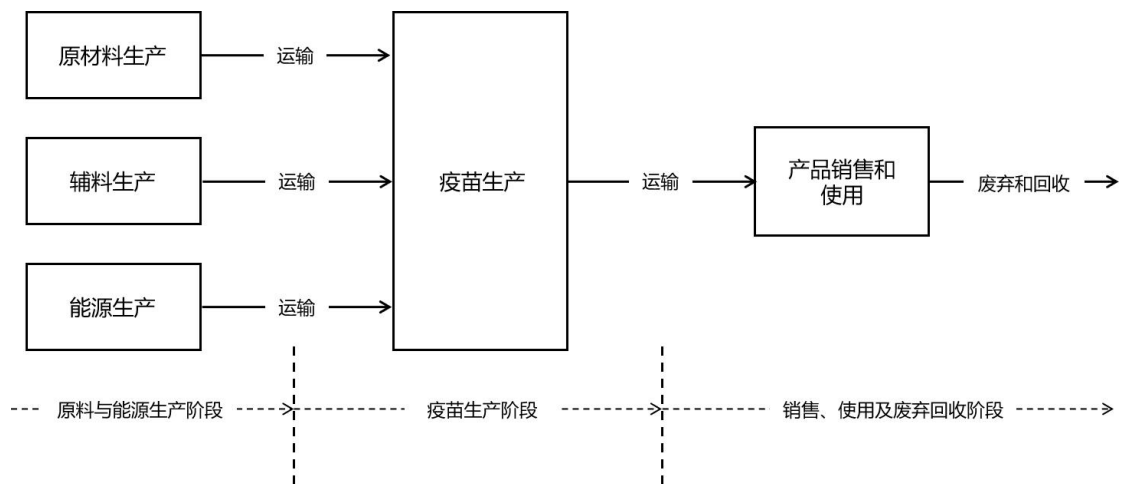 原材料生产
运输
辅料生产
运输
能源生产
运输
疫苗生产
运输
产品销售和
使用
废弃和回收
原料与能源生产阶段
疫苗生产阶段
销售、使用及废弃回收阶段